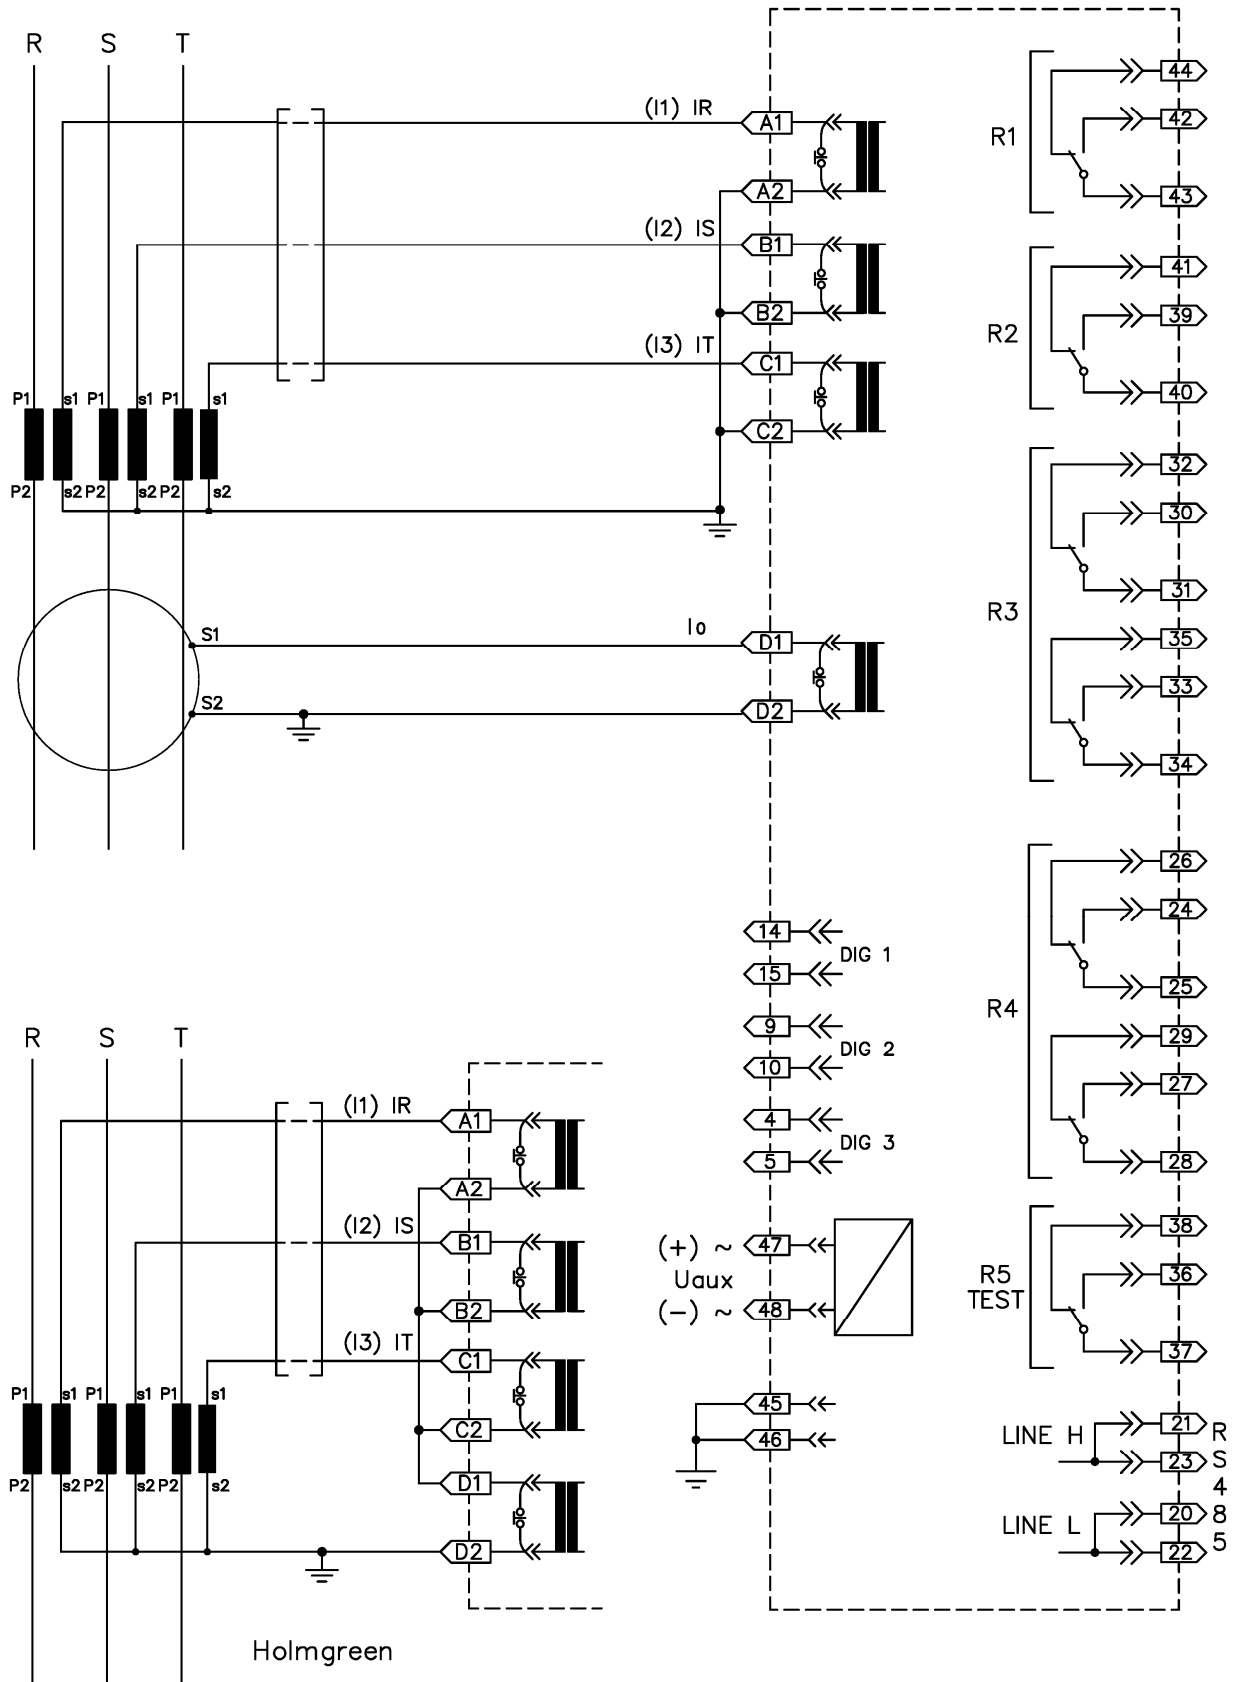 R S T
(I1) IR
A1
A2
(I2) IS
B1
B2
(I3) IT
C1
C2
P1 s1 P1 s1 P1 s1
P2 s2 P2 s2 P2 s2
S1
Io
D1
S2
D2
R1
44
42
43
R2
41
39
40
R3
32
30
31
35
33
34
14
15
DIG 1
9
10
DIG 2
4
5
DIG 3
R4
26
24
25
29
27
28
(+) ~ 47
Uaux
(-) ~ 48
R5
TEST
38
36
37
45
46
LINE H
21
23
LINE L
20
22
RS485
R S T
(I1) IR
A1
A2
(I2) IS
B1
B2
(I3) IT
C1
C2
P1 s1 P1 s1 P1 s1
P2 s2 P2 s2 P2 s2
D1
D2
Holmgreen